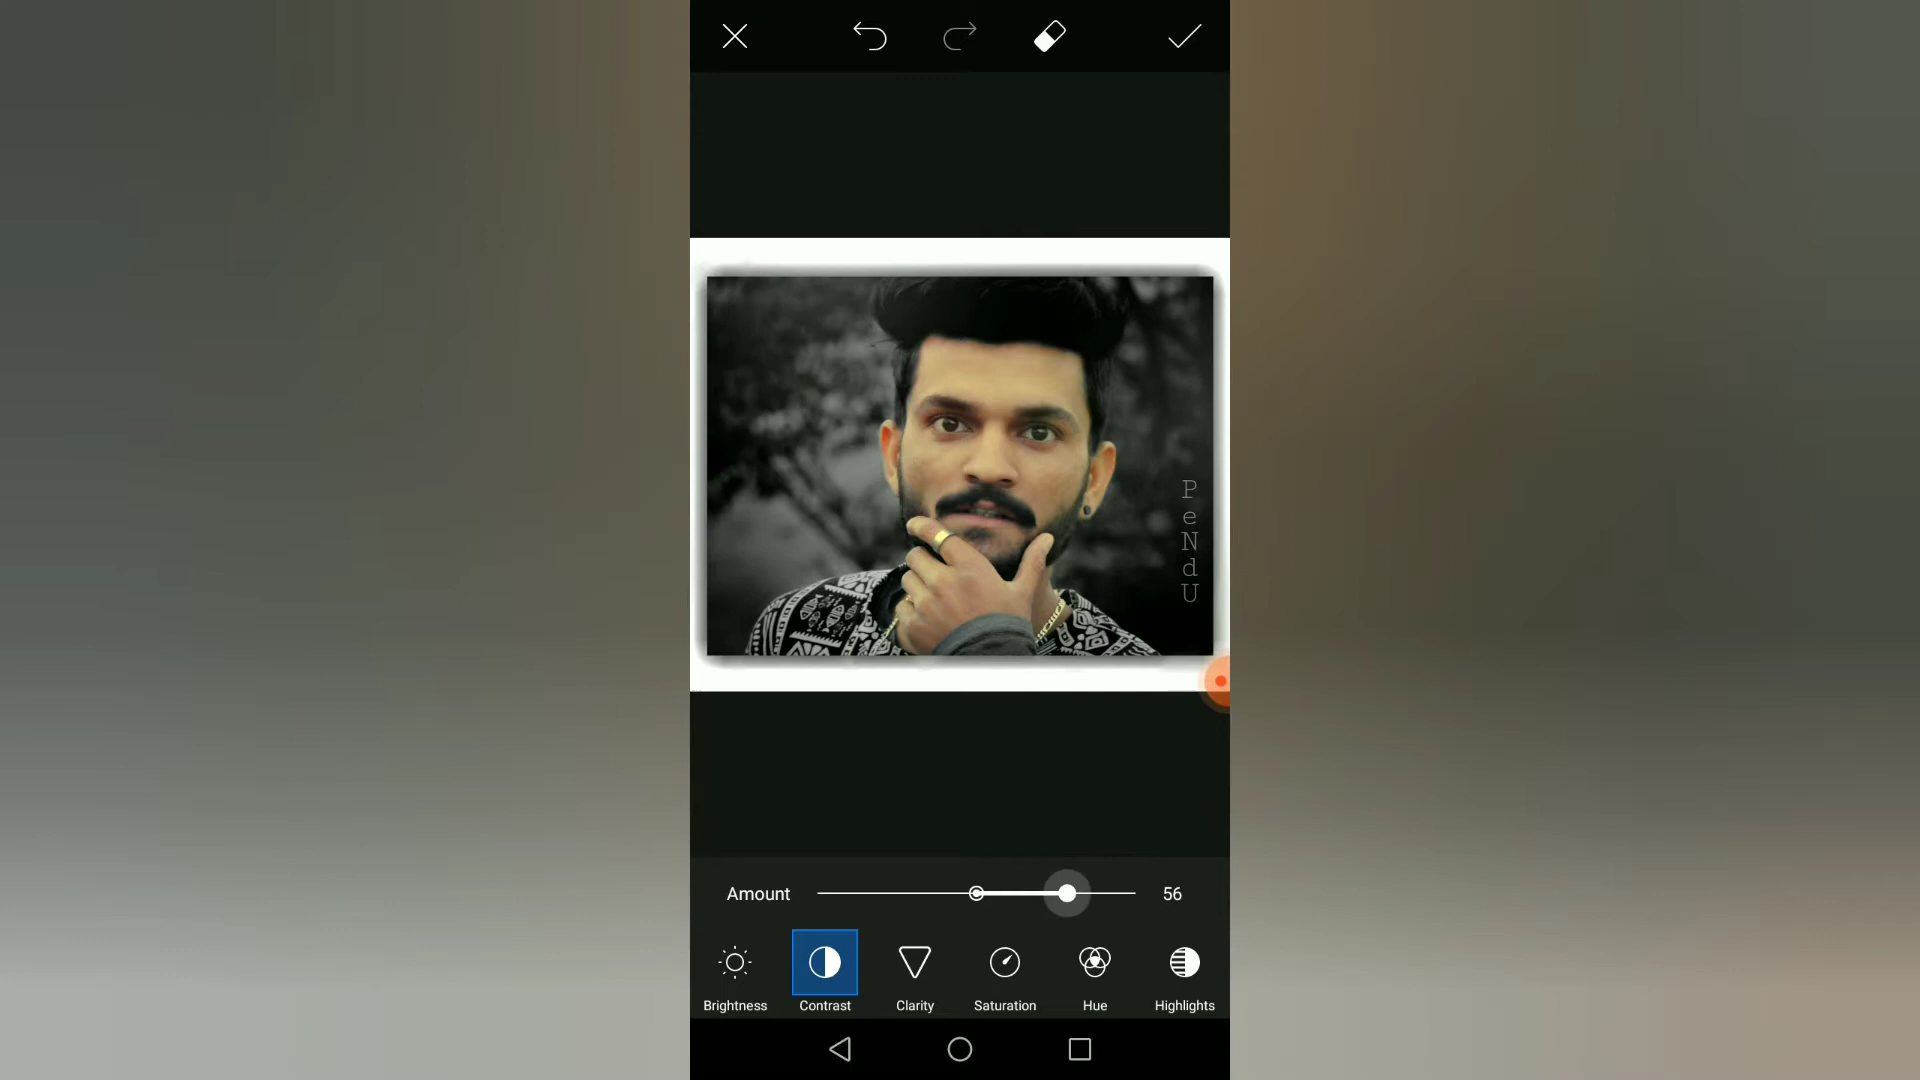 P
e
N
d
U
Amount 56
Brightness Contrast Clarity Saturation Hue Highlights